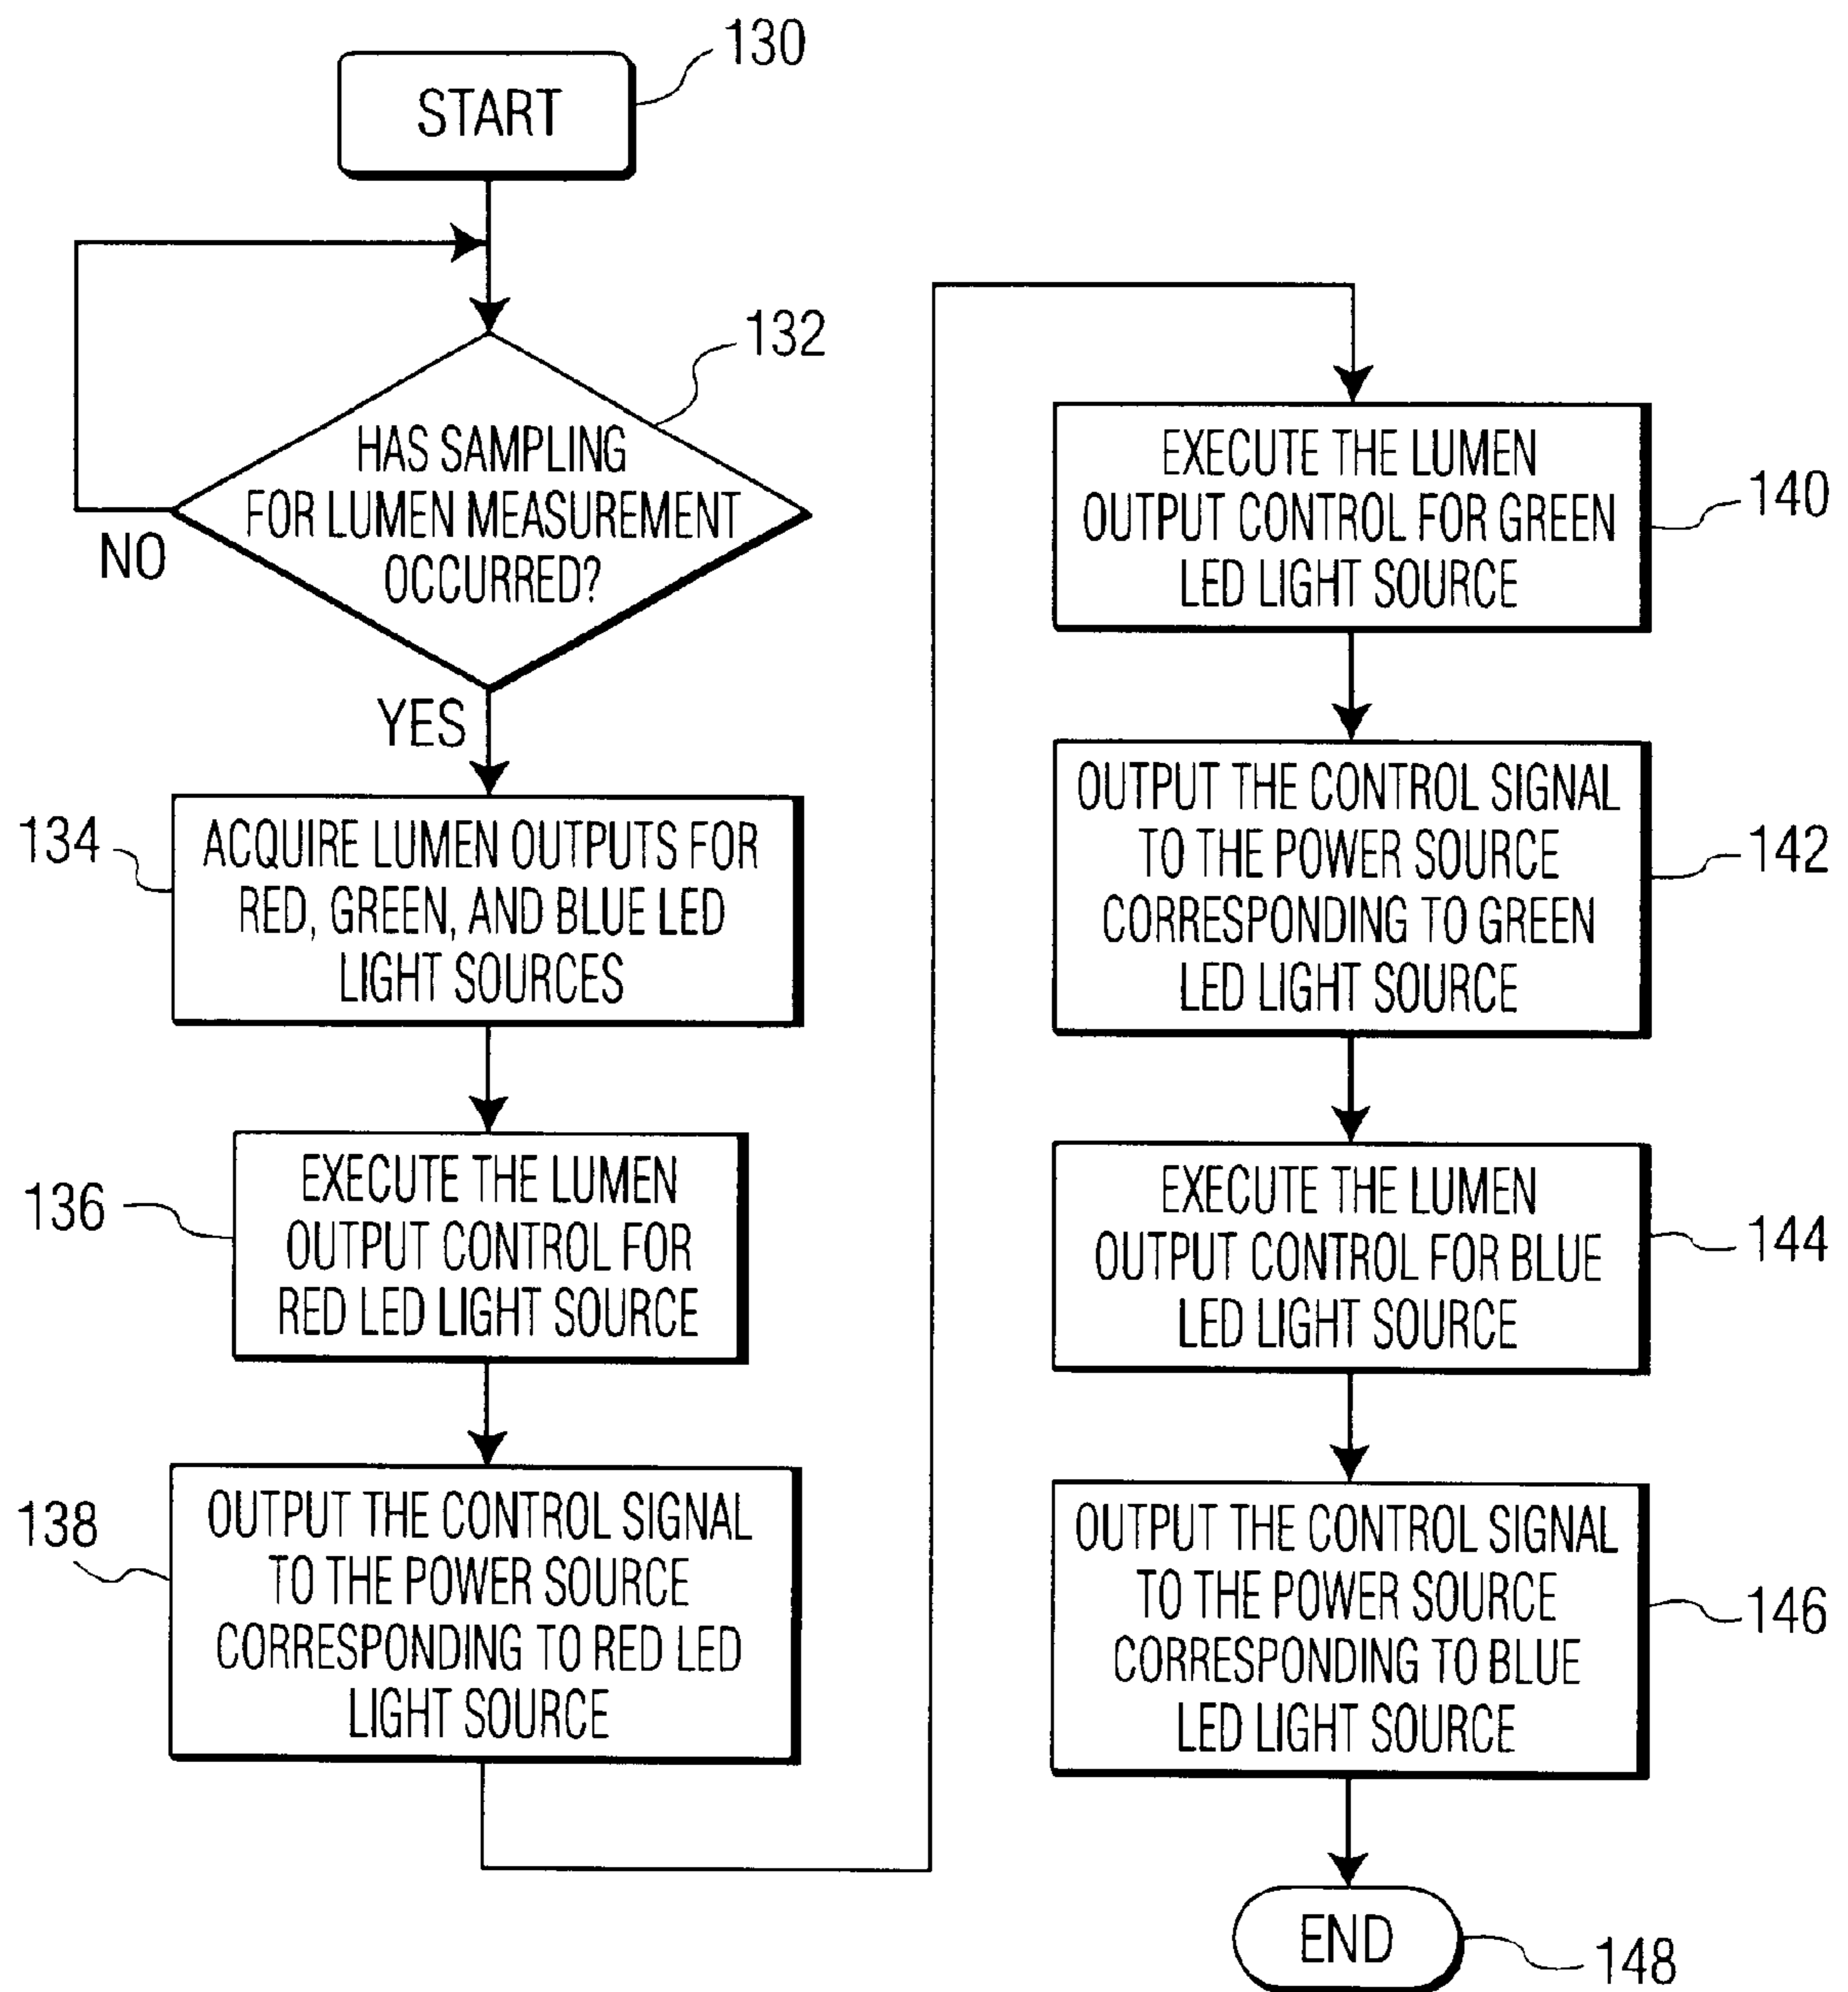 130
START
132
HAS SAMPLING
FOR LUMEN MEASUREMENT
OCCURRED?
NO
YES
134
ACQUIRE LUMEN OUTPUTS FOR
RED, GREEN, AND BLUE LED
LIGHT SOURCES
136
EXECUTE THE LUMEN
OUTPUT CONTROL FOR
RED LED LIGHT SOURCE
138
OUTPUT THE CONTROL SIGNAL
TO THE POWER SOURCE
CORRESPONDING TO RED LED
LIGHT SOURCE
EXECUTE THE LUMEN
OUTPUT CONTROL FOR GREEN
LED LIGHT SOURCE
140
OUTPUT THE CONTROL SIGNAL
TO THE POWER SOURCE
CORRESPONDING TO GREEN
LED LIGHT SOURCE
142
EXECUTE THE LUMEN
OUTPUT CONTROL FOR BLUE
LED LIGHT SOURCE
144
OUTPUT THE CONTROL SIGNAL
TO THE POWER SOURCE
CORRESPONDING TO BLUE
LED LIGHT SOURCE
146
END
148